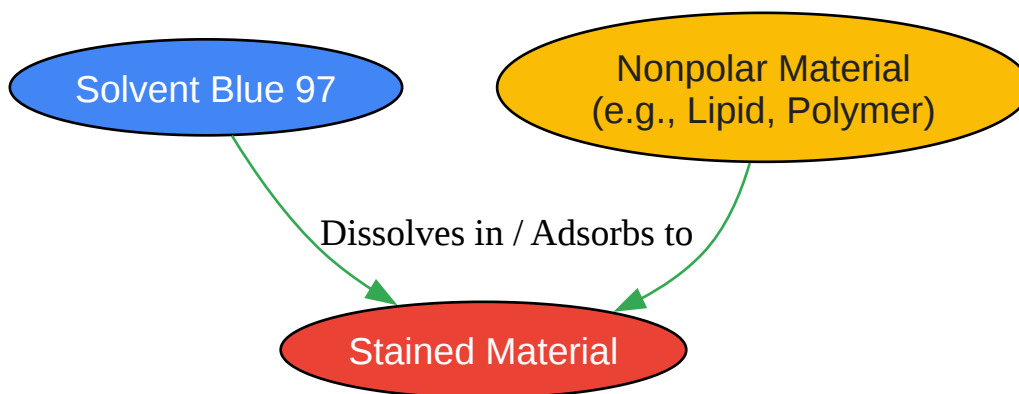 Solvent Blue 97
Nonpolar Material
(e.g., Lipid, Polymer)
Dissolves in / Adsorbs to
Stained Material